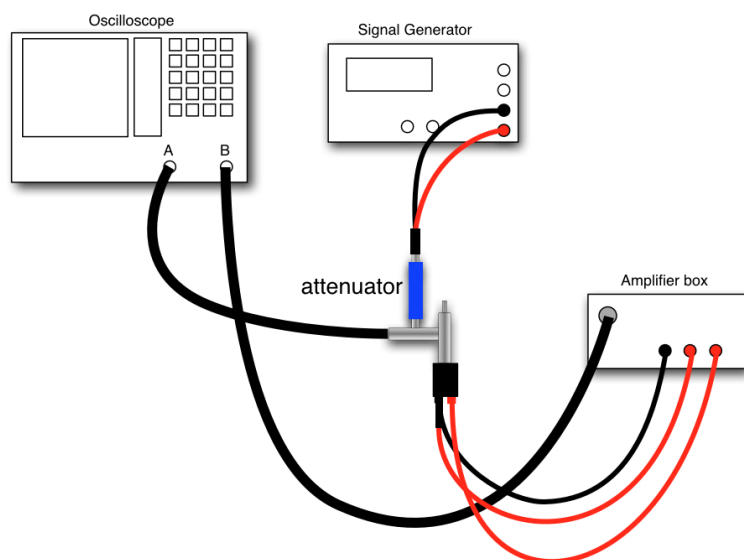 Oscilloscope
Signal Generator
A
B
attenuator
Amplifier box